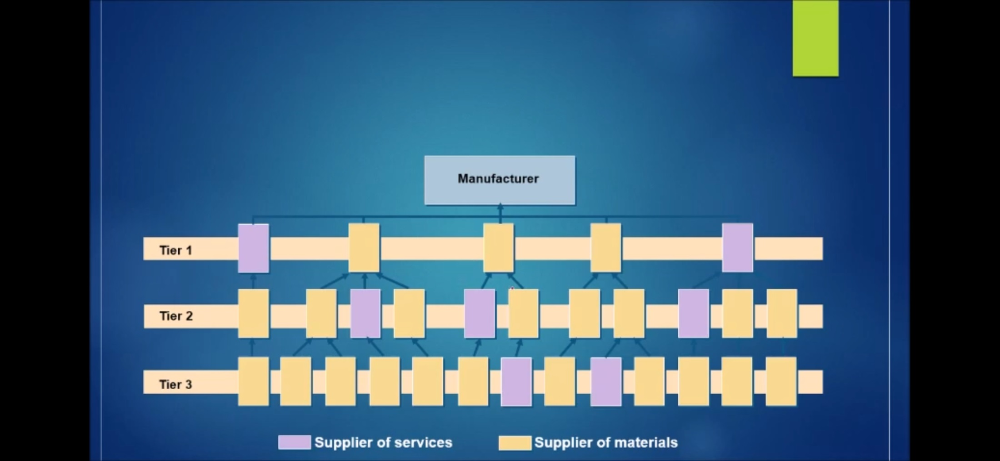 Manufacturer
Tier 1
Tier 2
Tier 3
Supplier of services
Supplier of materials